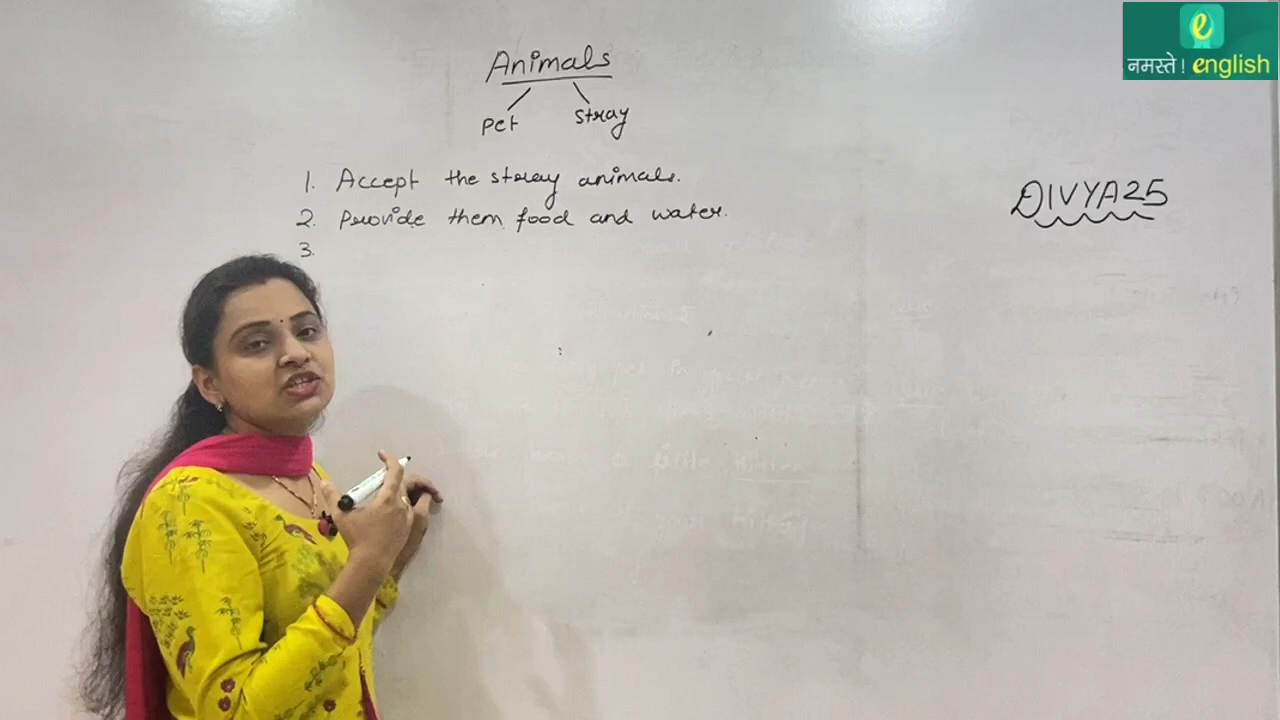 नमस्ते! english
Animals
Pet Stray
1. Accept the stray animals.
2. Provide them food and water.
3.
DIVYA25